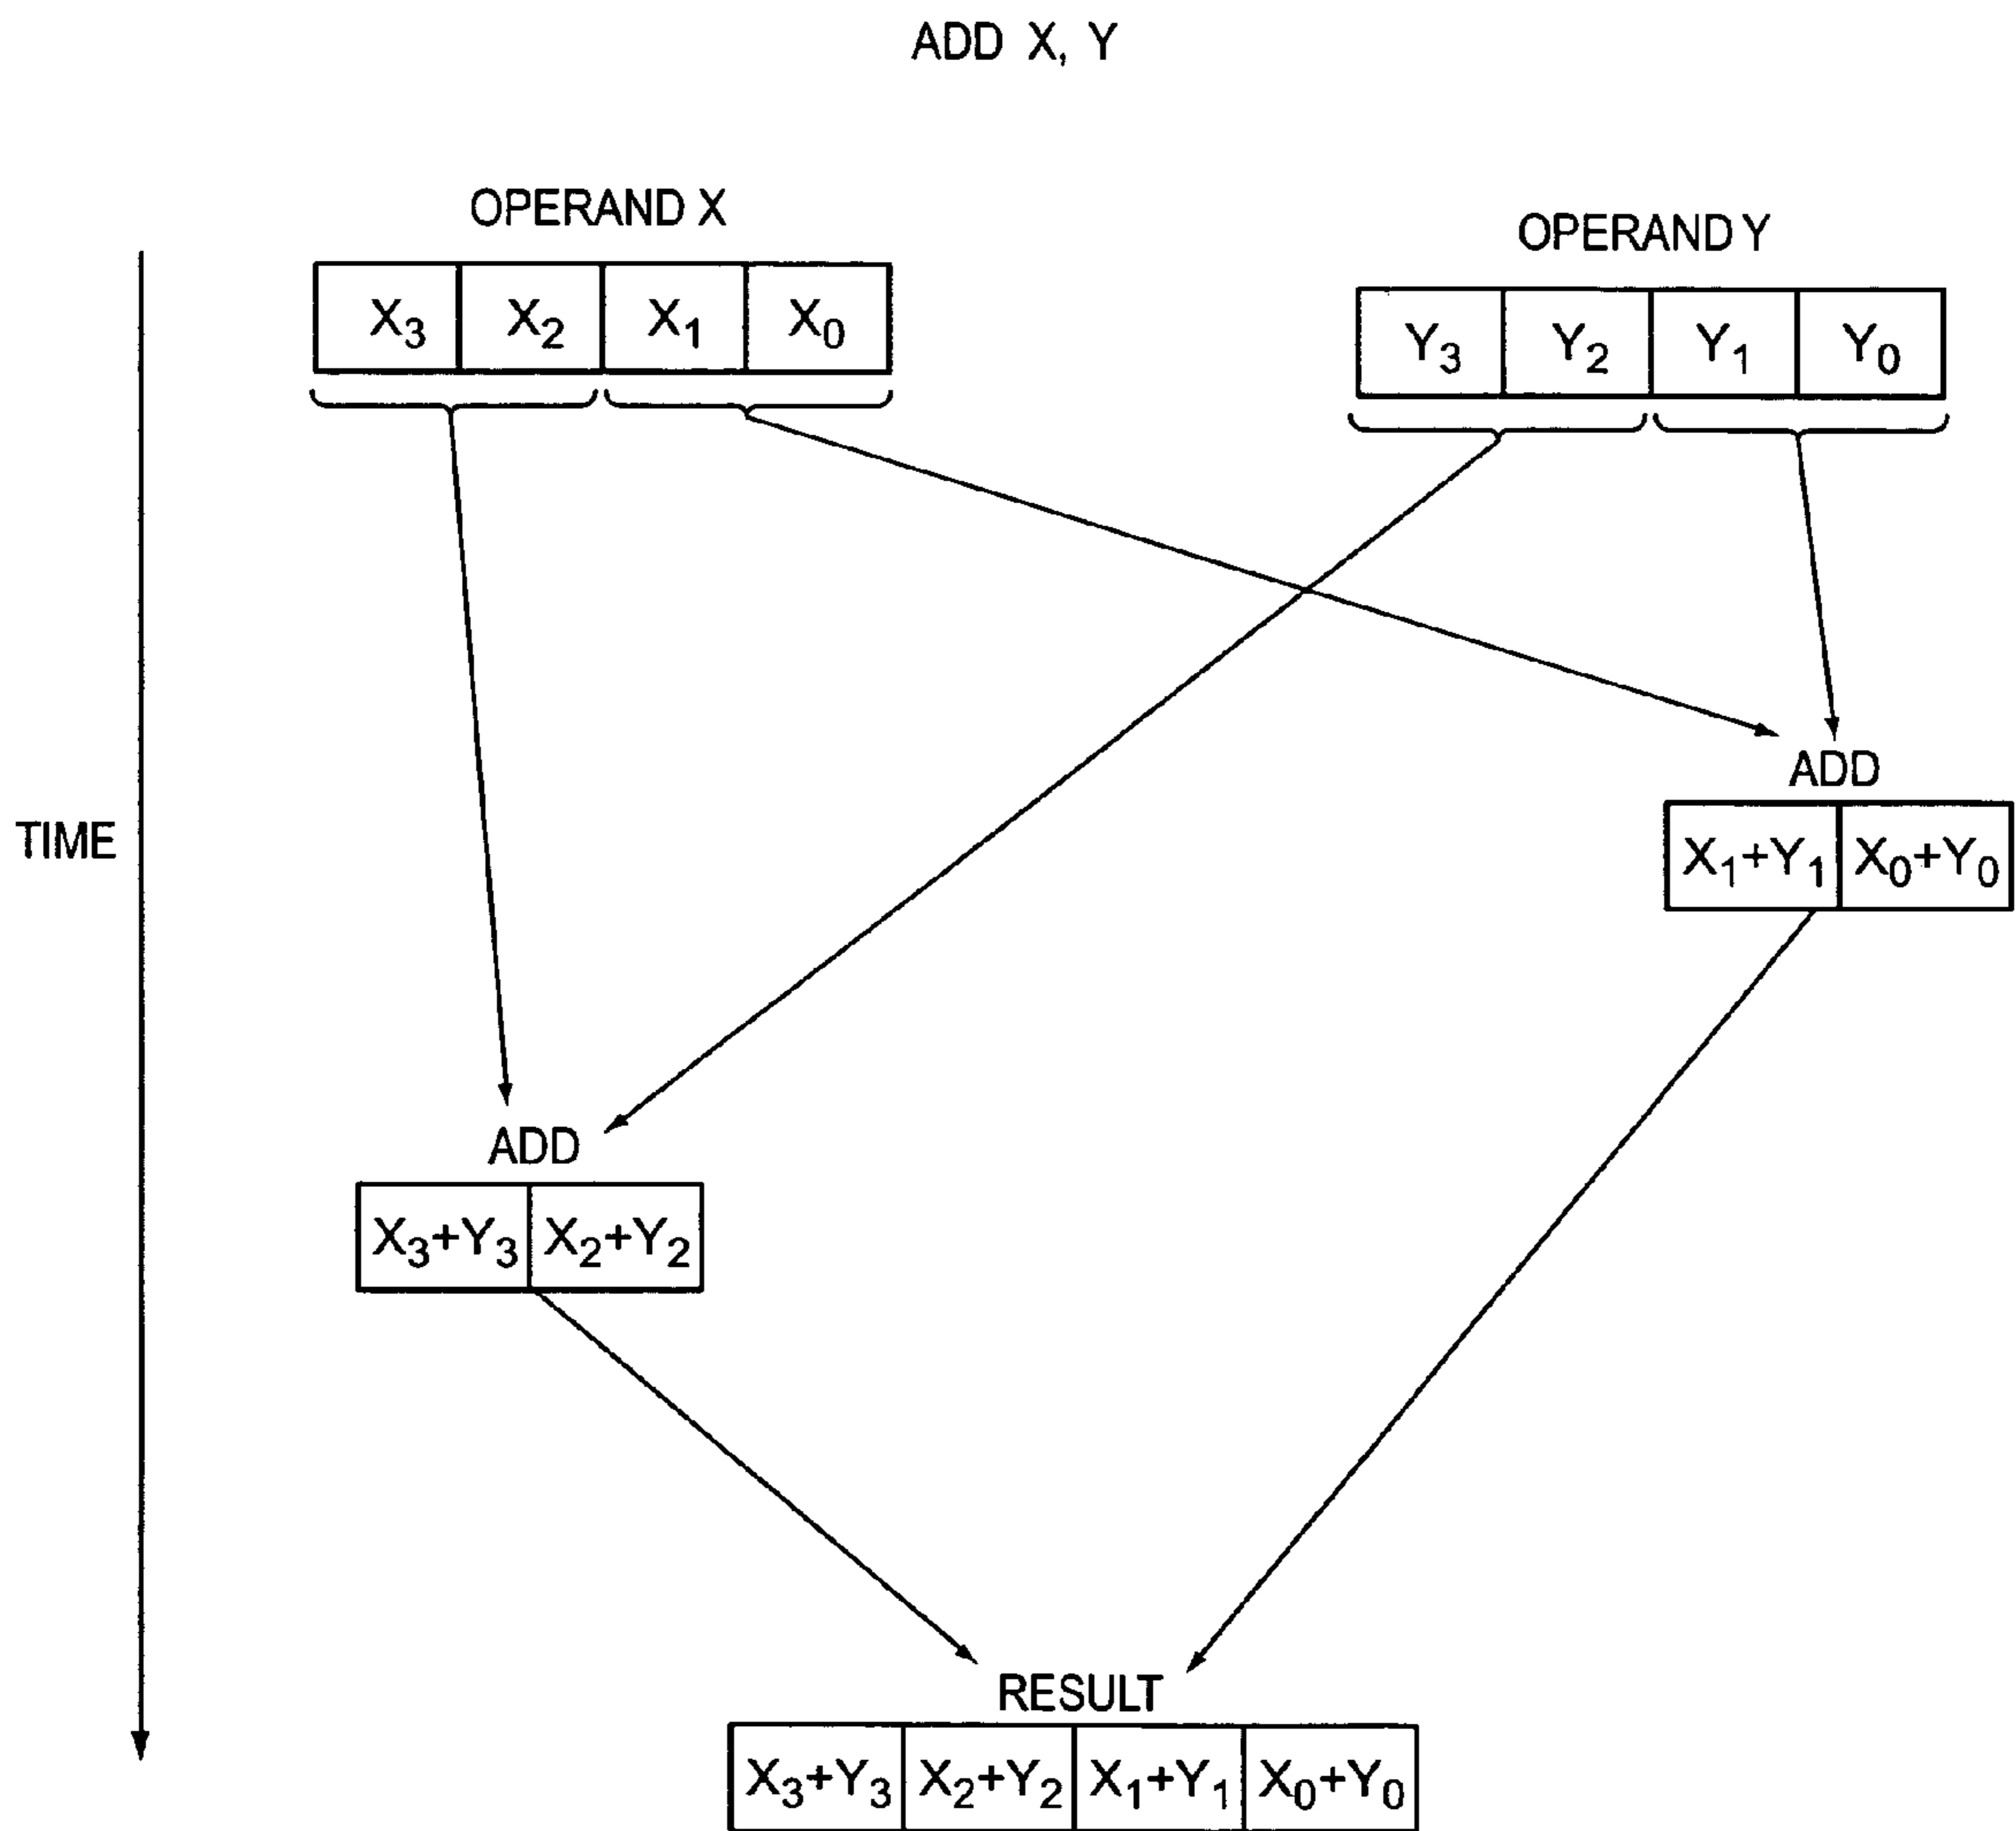 ADD X, Y
OPERAND X
OPERAND Y
X₃ X₂ X₁ X₀
Y₃ Y₂ Y₁ Y₀
ADD
TIME
X₁+Y₁ X₀+Y₀
ADD
X₃+Y₃ X₂+Y₂
RESULT
X₃+Y₃ X₂+Y₂ X₁+Y₁ X₀+Y₀